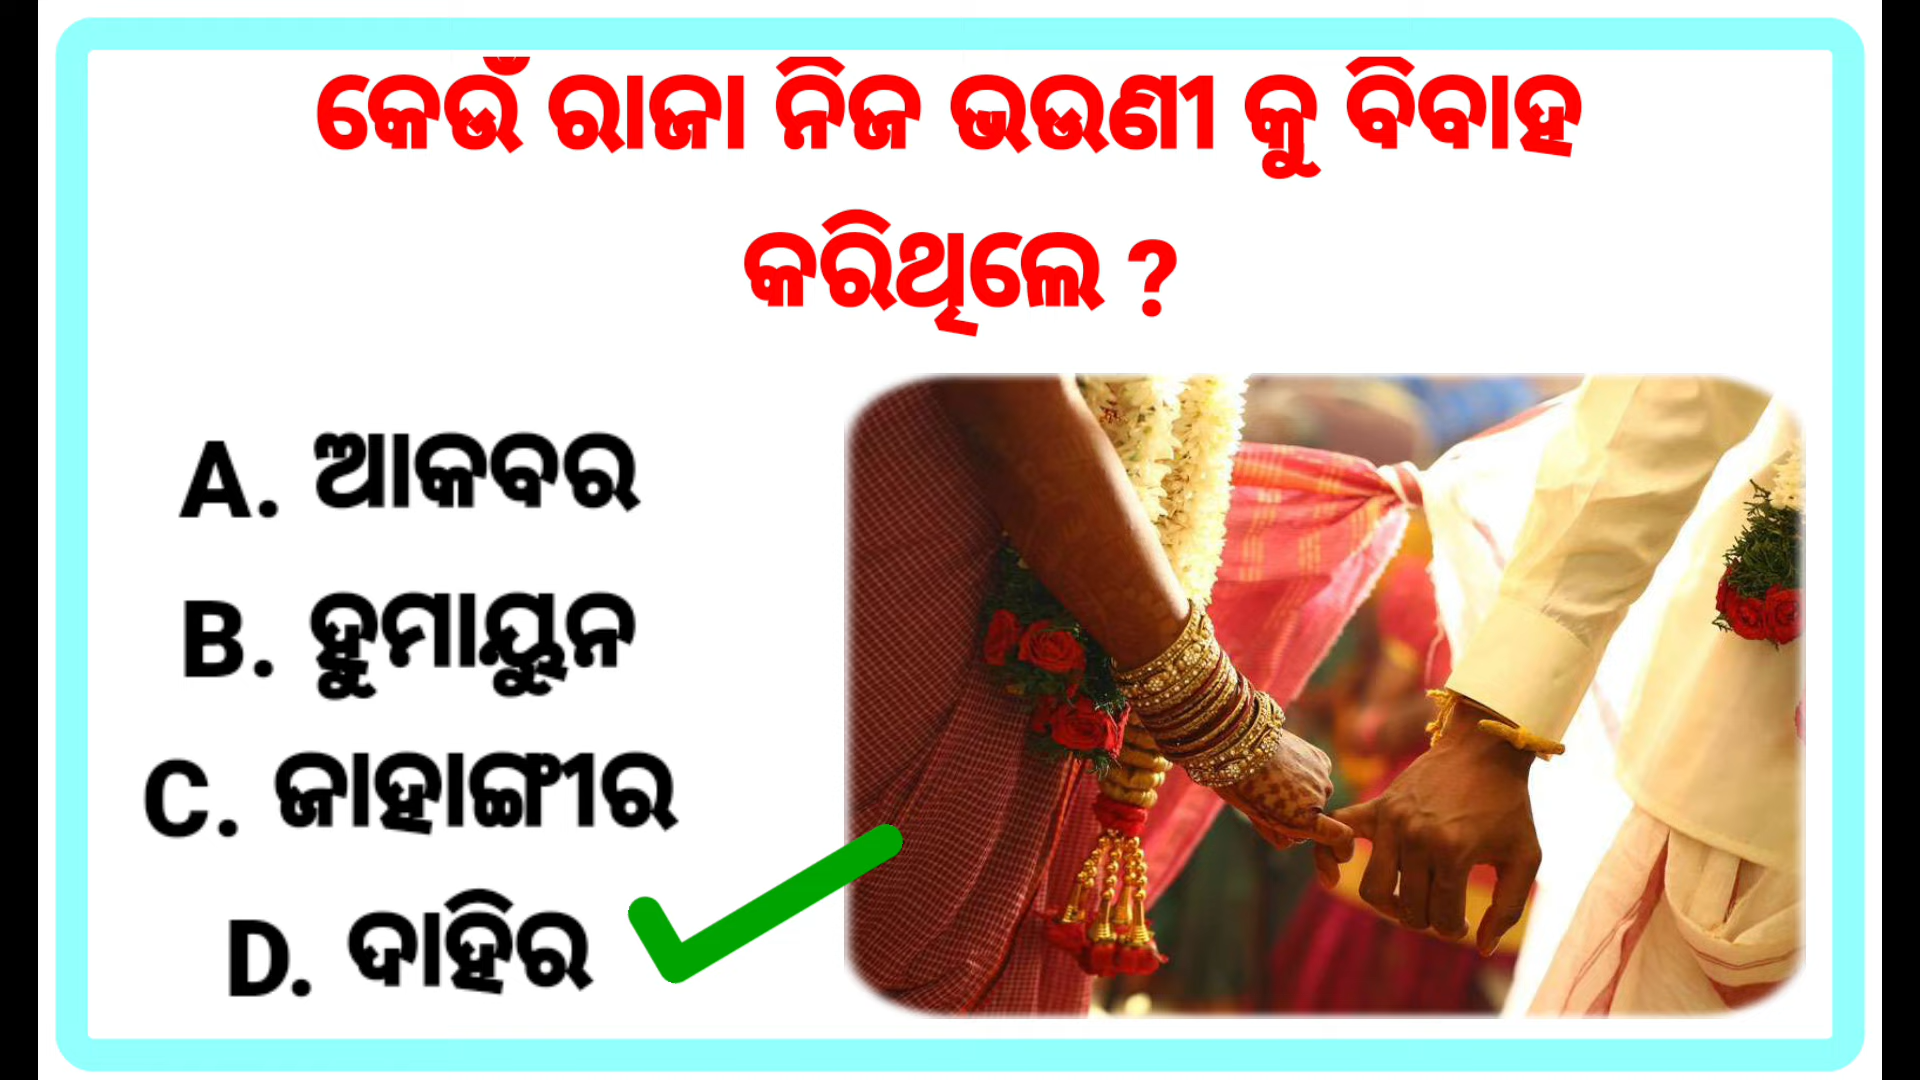 କେଉଁ ରାଜା ନିଜ ଭଉଣୀ କୁ ବିବାହ
କରିଥିଲେ ?
A. ଆକବର
B. ହୁମାୟୁନ
C. ଜାହାଙ୍ଗୀର
D. ଦାହିର